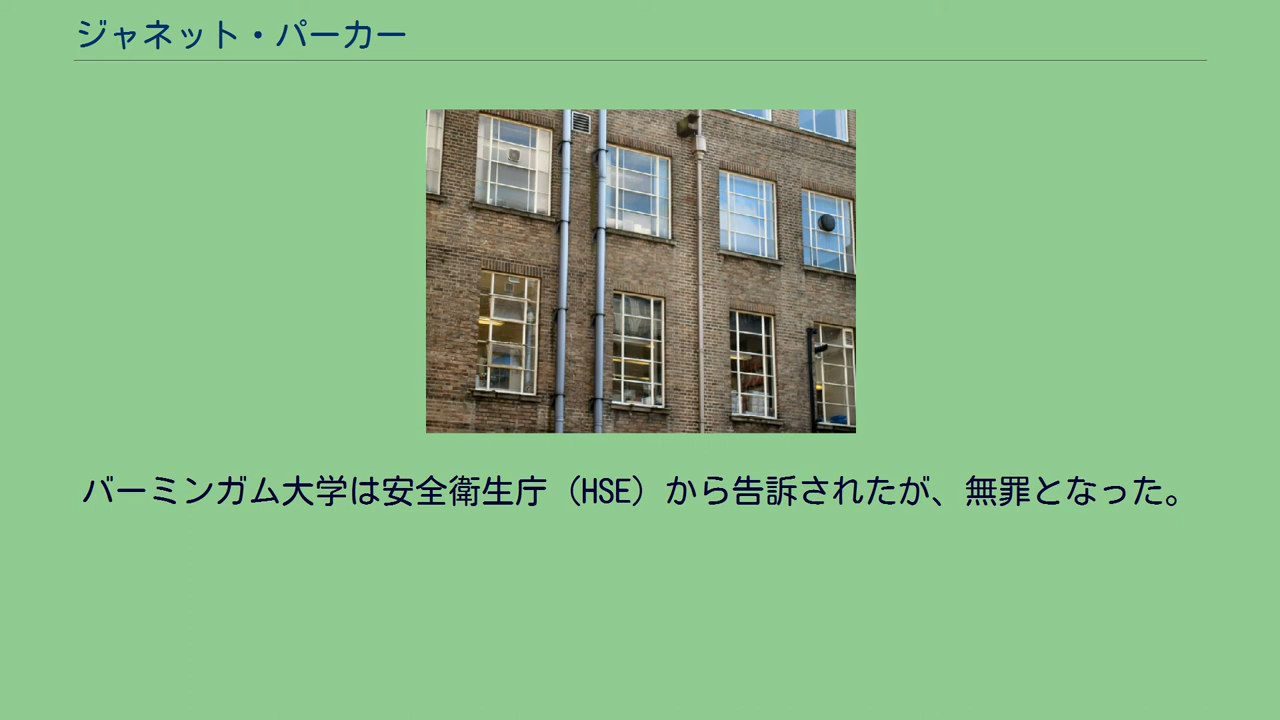 ジャネット・パーカー
バーミンガム大学は安全衛生庁（HSE）から告訴されたが、無罪となった。